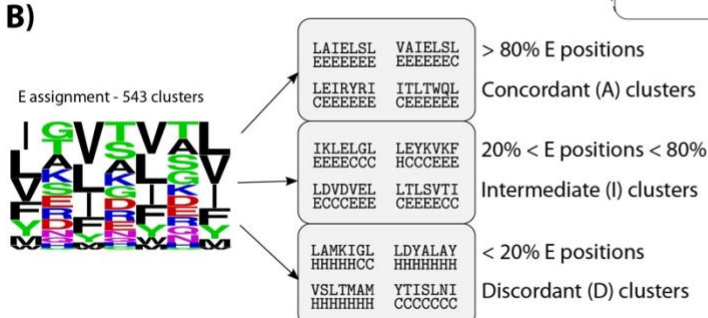 B)
E assignment - 543 clusters
LAIELSL VAIELSL
EEEEEEE EEEEEEC
LEIRYRI ITLTWQL
CEEEEEE CEEEEEE
> 80% E positions
Concordant (A) clusters
IKLELGL LEYKVKF
EEEECCC HCCCEEE
LDVDVEL LTLSVTI
ECCCEEE CEEEECC
20% < E positions < 80%
Intermediate (I) clusters
LAMKIGL LDYALAY
HHHHHCC HHHHHHH
VSLTMAM YTISLNI
HHHHHHH CCCCCCC
< 20% E positions
Discordant (D) clusters